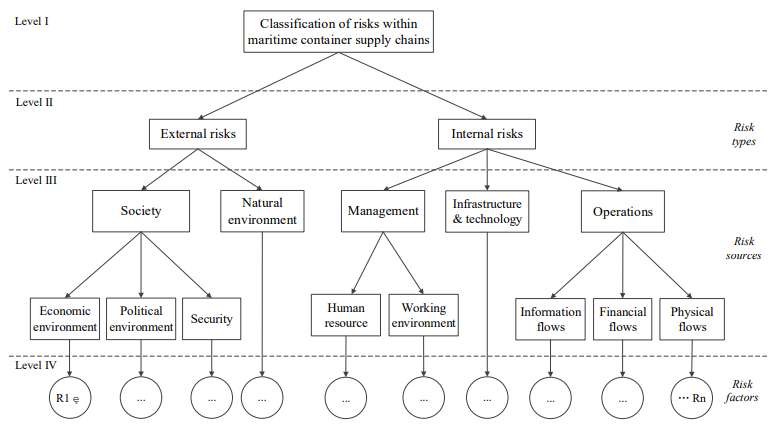 Level I
Classification of risks within
maritime container supply chains
Level II
External risks
Internal risks
Risk
types
Level III
Society
Natural
environment
Management
Infrastructure
& technology
Operations
Risk
sources
Economic
environment
Political
environment
Security
Human
resource
Working
environment
Information
flows
Financial
flows
Physical
flows
Level IV
R1
...
...
...
...
...
...
...
...
... Rn
Risk
factors